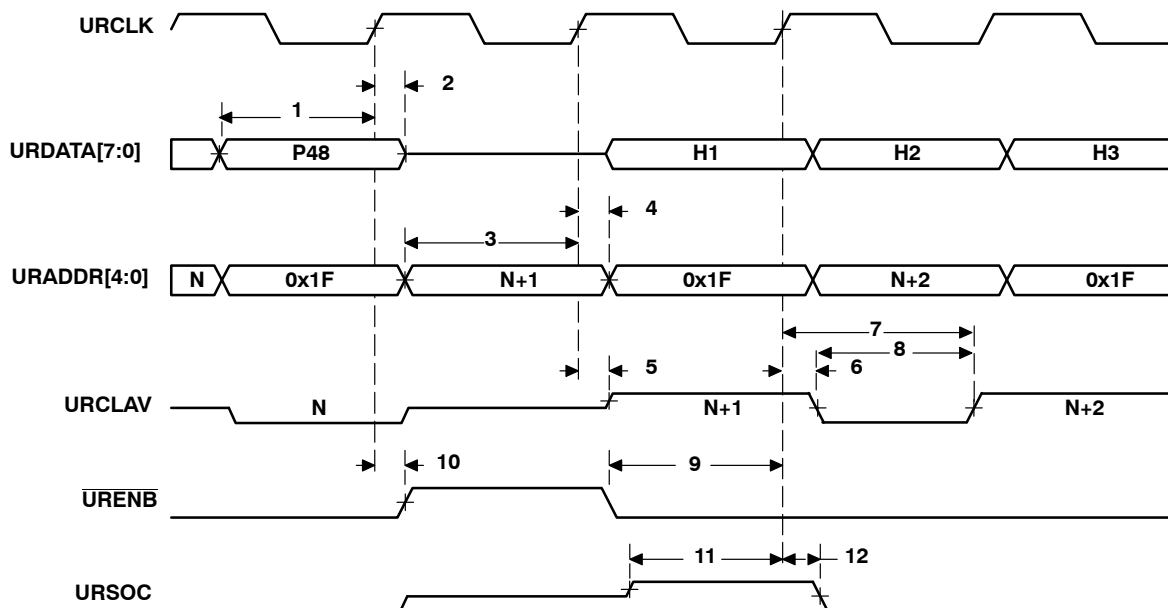 URCLK
2
1
URDATA[7:0] P48 H1 H2 H3
4
3
URADDR[4:0] N 0x1F N+1 0x1F N+2 0x1F
7
8
5 6
URCLAV N N+1 N+2
10 9
URENB
11 12
URSOC